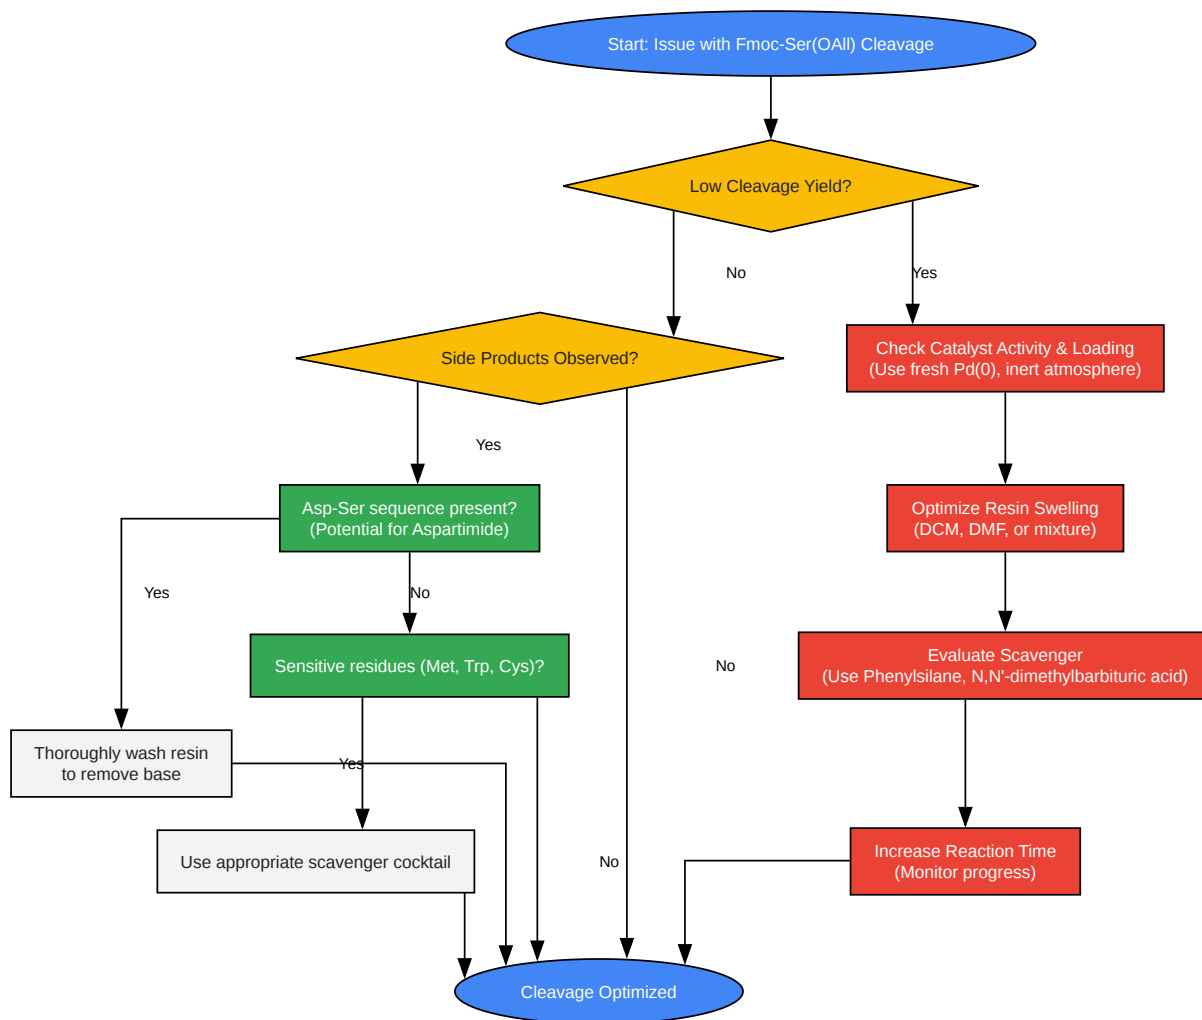 Start: Issue with Fmoc-Ser(OAll) Cleavage
Low Cleavage Yield?
No
Yes
Side Products Observed?
Check Catalyst Activity & Loading
(Use fresh Pd(0), inert atmosphere)
Yes
Asp-Ser sequence present?
(Potential for Aspartimide)
Optimize Resin Swelling
(DCM, DMF, or mixture)
Yes
No
Sensitive residues (Met, Trp, Cys)?
No
Evaluate Scavenger
(Use Phenylsilane, N,N'-dimethylbarbituric acid)
Thoroughly wash resin
to remove base
Yes
Use appropriate scavenger cocktail
No
Increase Reaction Time
(Monitor progress)
Cleavage Optimized